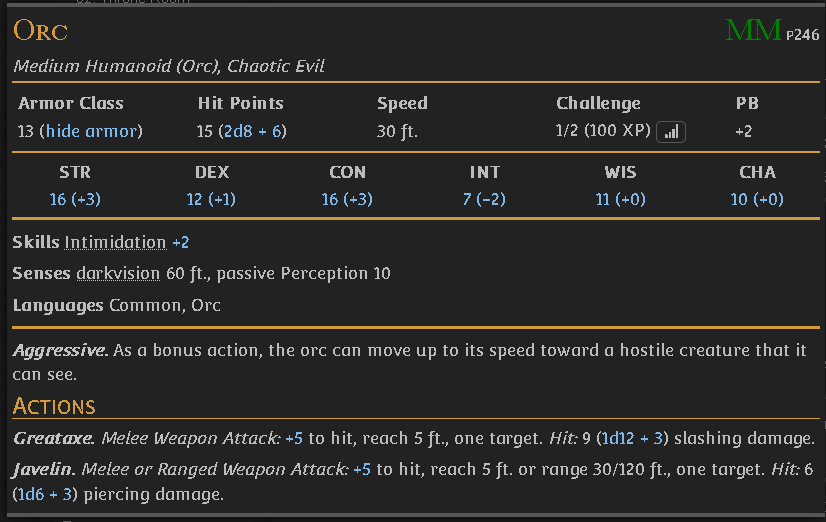 02. Throne Room
Orc MM P246
Medium Humanoid (Orc), Chaotic Evil
Armor Class Hit Points Speed Challenge PB
13 (hide armor) 15 (2d8 + 6) 30 ft. 1/2 (100 XP) +2
STR DEX CON INT WIS CHA
16 (+3) 12 (+1) 16 (+3) 7 (−2) 11 (+0) 10 (+0)
Skills Intimidation +2
Senses darkvision 60 ft., passive Perception 10
Languages Common, Orc
Aggressive. As a bonus action, the orc can move up to its speed toward a hostile creature that it
can see.
Actions
Greataxe. Melee Weapon Attack: +5 to hit, reach 5 ft., one target. Hit: 9 (1d12 + 3) slashing damage.
Javelin. Melee or Ranged Weapon Attack: +5 to hit, reach 5 ft. or range 30/120 ft., one target. Hit: 6
(1d6 + 3) piercing damage.